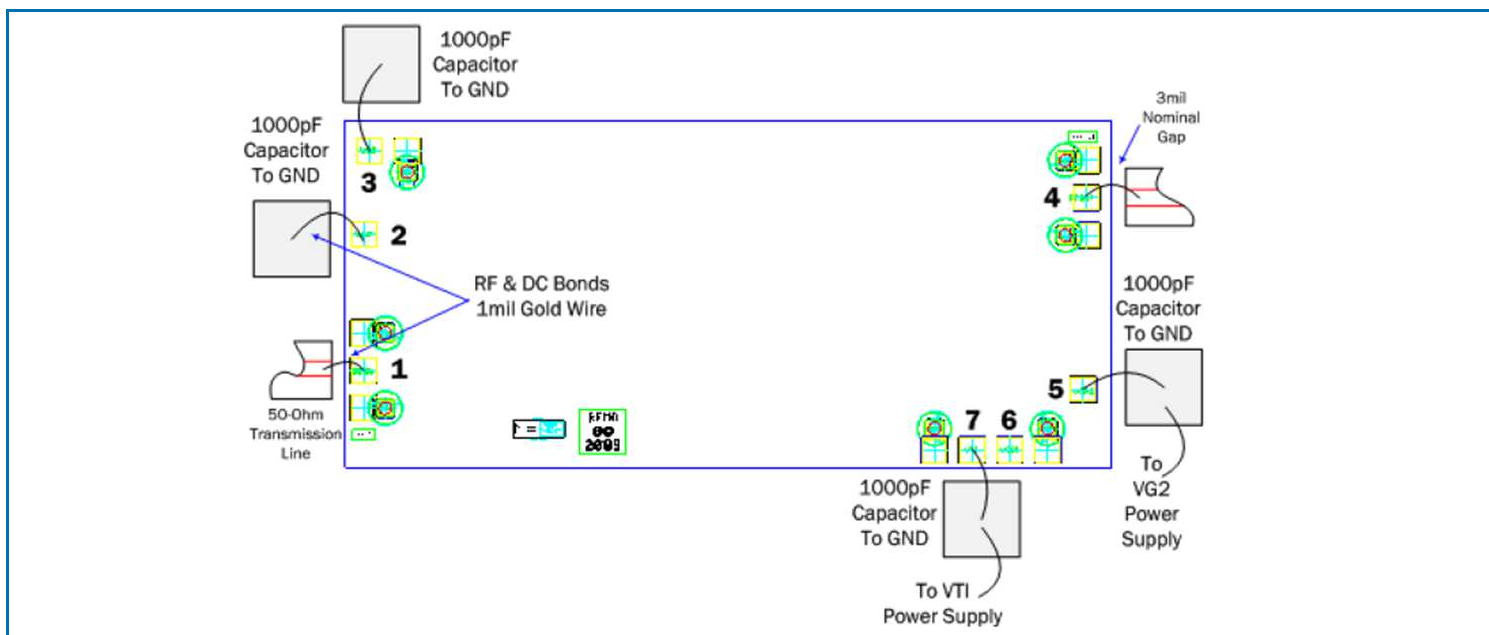 1000pF
Capacitor
To GND
1000pF
Capacitor
To GND
3mil
Nominal
Gap
3
4
2
RF & DC Bonds
1mil Gold Wire
1000pF
Capacitor
To GND
1
5
50-Ohm
Transmission
Line
7
6
2009
1000pF
Capacitor
To GND
To
VG2
Power
Supply
To VTI
Power Supply